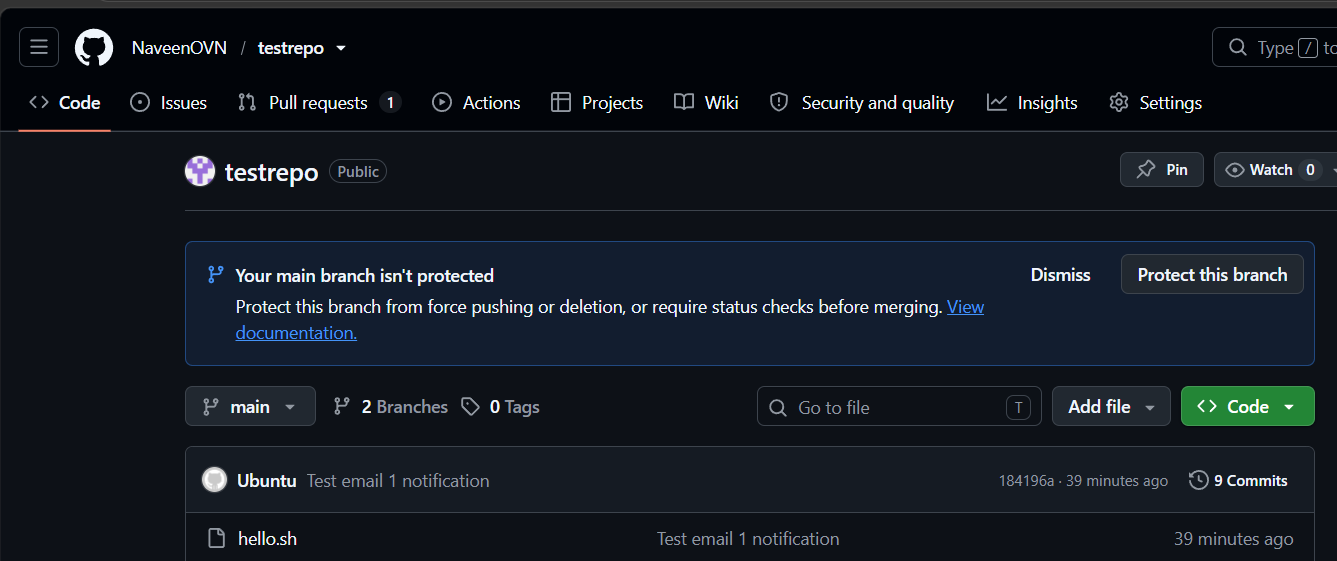 NaveenOVN / testrepo
Type / to
Code Issues Pull requests 1 Actions Projects Wiki Security and quality Insights Settings
testrepo Public
Pin Watch 0
Your main branch isn't protected
Dismiss Protect this branch
Protect this branch from force pushing or deletion, or require status checks before merging. View
documentation.
main 2 Branches 0 Tags
Go to file T Add file Code
Ubuntu Test email 1 notification 184196a · 39 minutes ago 9 Commits
hello.sh Test email 1 notification 39 minutes ago